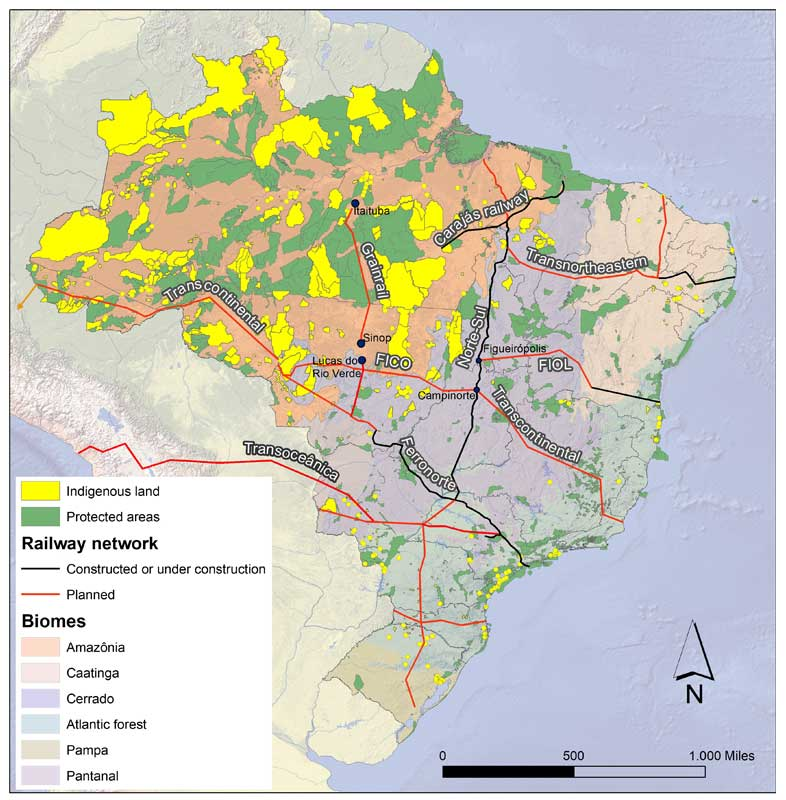 Itaituba
Carajás railway
Grainrail
Transnortheastern
Transcontinental
Sinop
Norte-Sul
Figueirópolis
Lucas do
Rio Verde
FICO
FIOL
Campinorte
Transcontinental
Ferronorte
Transoceánica
Indigenous land
Protected areas
Railway network
Constructed or under construction
Planned
Biomes
Amazônia
Caatinga
Cerrado
Atlantic forest
Pampa
Pantanal
N
0 500 1.000 Miles